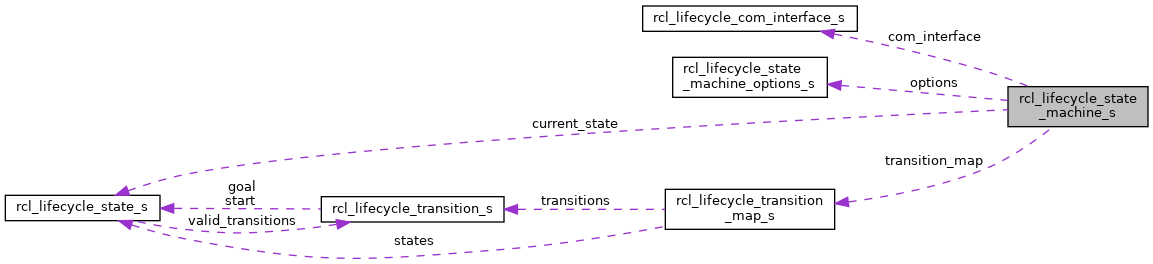 rcl_lifecycle_com_interface_s
com_interface
rcl_lifecycle_state
_machine_options_s
options
rcl_lifecycle_state
_machine_s
current_state
transition_map
goal
start
rcl_lifecycle_state_s
rcl_lifecycle_transition_s
transitions
rcl_lifecycle_transition
_map_s
valid_transitions
states